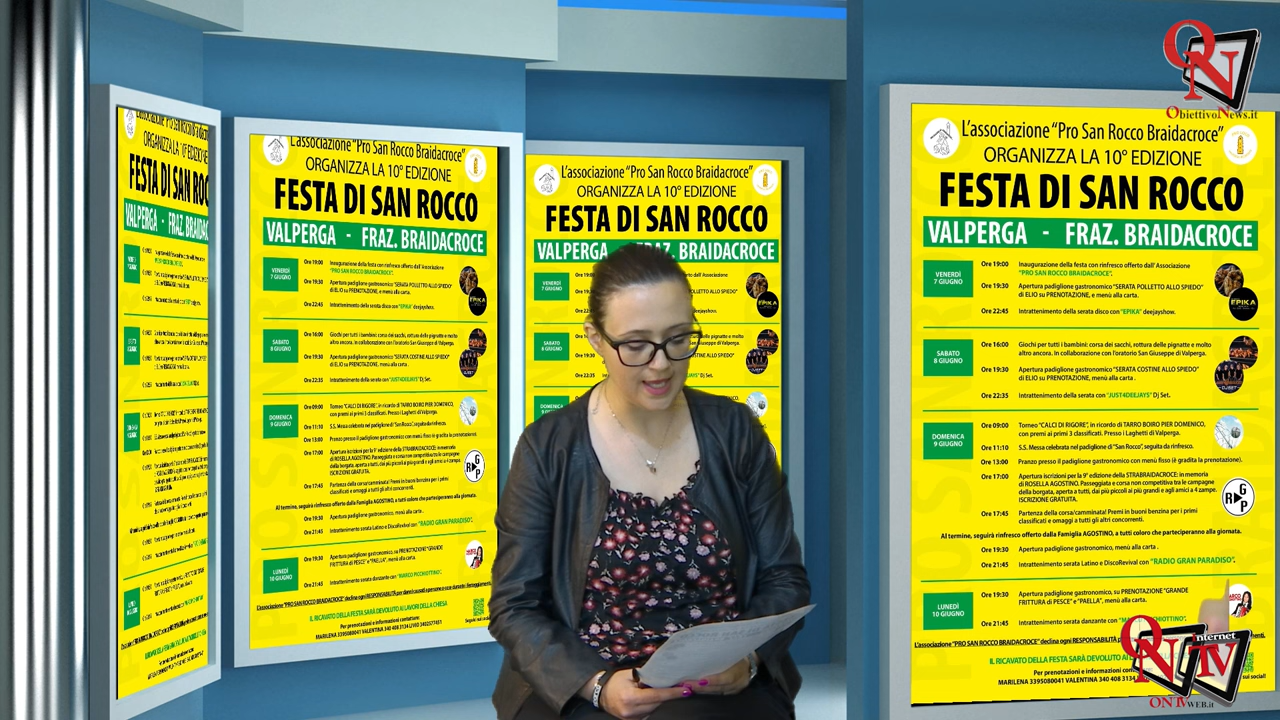 ObiettivoNews.it
L'associazione "Pro San Rocco Braidacroce"
ORGANIZZA LA 10° EDIZIONE
FESTA DI SAN ROCCO
VALPERGA - FRAZ. BRAIDACROCE
VENERDÌ
7 GIUGNO
Ore 19:00 Inaugurazione della festa con rinfresco offerto dall' Associazione
"PRO SAN ROCCO BRAIDACROCE".
Ore 19:30 Apertura padiglione gastronomico "SERATA POLLETTO ALLO SPIEDO"
di ELIO su PRENOTAZIONE, e menù alla carta.
Ore 22:45 Intrattenimento della serata disco con "EPIKA" deejayshow.
EPIKA
SABATO
8 GIUGNO
Ore 16:00 Giochi per tutti i bambini: corsa dei sacchi, rottura delle pignatte e molto
altro ancora. In collaborazione con l'oratorio San Giuseppe di Valperga.
Ore 19:30 Apertura padiglione gastronomico "SERATA COSTINE ALLO SPIEDO"
di ELIO su PRENOTAZIONE, e menù alla carta .
Ore 22:35 Intrattenimento della serata con "JUST4DEEJAYS" Dj Set.
DOMENICA
9 GIUGNO
Ore 09:00 Torneo "CALCI DI RIGORE", in ricordo di TARRO BOIRO PIER DOMENICO,
con premi ai primi 3 classificati. Presso i Laghetti di Valperga.
Ore 11:10 S.S. Messa celebrata nel padiglione di "San Rocco", seguita da rinfresco.
Ore 13:00 Pranzo presso il padiglione gastronomico con menù fisso (è gradita la prenotazione).
Ore 17:00 Apertura iscrizioni per la 9° edizione della STRABRAIDACROCE: in memoria
di ROSELLA AGOSTINO. Passeggiata e corsa non competitiva tra le campagne
della borgata, aperta a tutti, dai più piccoli ai più grandi e agli amici a 4 zampe.
ISCRIZIONE GRATUITA.
RGP
Ore 17:45 Partenza della corsa/camminata! Premi in buoni benzina per i primi
classificati e omaggi a tutti gli altri concorrenti.
Al termine, seguirà rinfresco offerto dalla Famiglia AGOSTINO, a tutti coloro che parteciperanno alla giornata.
Ore 19:30 Apertura padiglione gastronomico, menù alla carta .
Ore 21:45 Intrattenimento serata Latino e DiscoRevival con "RADIO GRAN PARADISO".
LUNEDÌ
10 GIUGNO
Ore 19:30 Apertura padiglione gastronomico, su PRENOTAZIONE "GRANDE
FRITTURA di PESCE" e "PAELLA", menù alla carta.
Ore 21:45 Intrattenimento serata danzante con "MARCO PICCHIOTTINO".
L'associazione "PRO SAN ROCCO BRAIDACROCE" declina ogni RESPONSABILITÀ
IL RICAVATO DELLA FESTA SARÀ DEVOLUTO AI LAVORI DELLA CHIESA
Per prenotazioni e informazioni contattare:
MARILENA 3395080041 VALENTINA 340 408 3134
ON internet TV
ON TVWEB.it